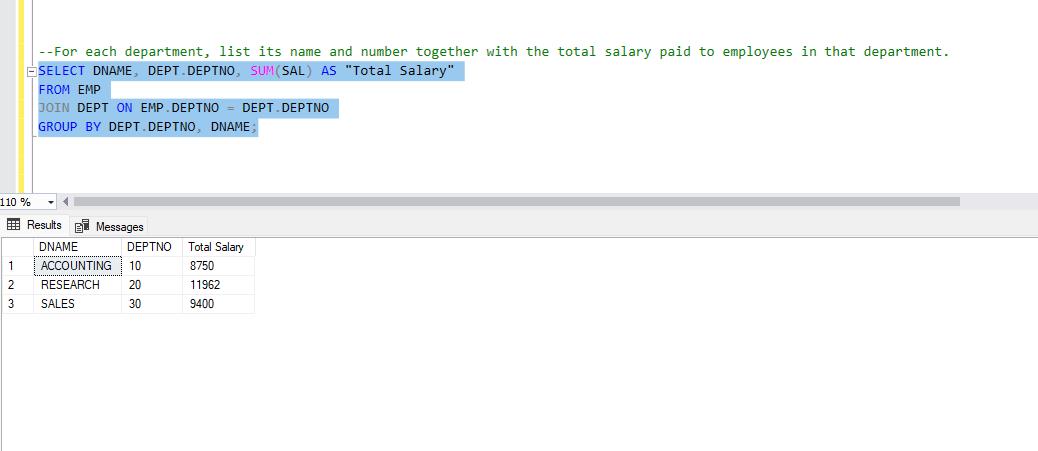 --For each department, list its name and number together with the total salary paid to employees in that department.
SELECT DNAME, DEPT.DEPTNO, SUM(SAL) AS "Total Salary"
FROM EMP
JOIN DEPT ON EMP.DEPTNO = DEPT.DEPTNO
GROUP BY DEPT.DEPTNO, DNAME;
110 %
Results Messages
DNAME DEPTNO Total Salary
1 ACCOUNTING 10 8750
2 RESEARCH 20 11962
3 SALES 30 9400